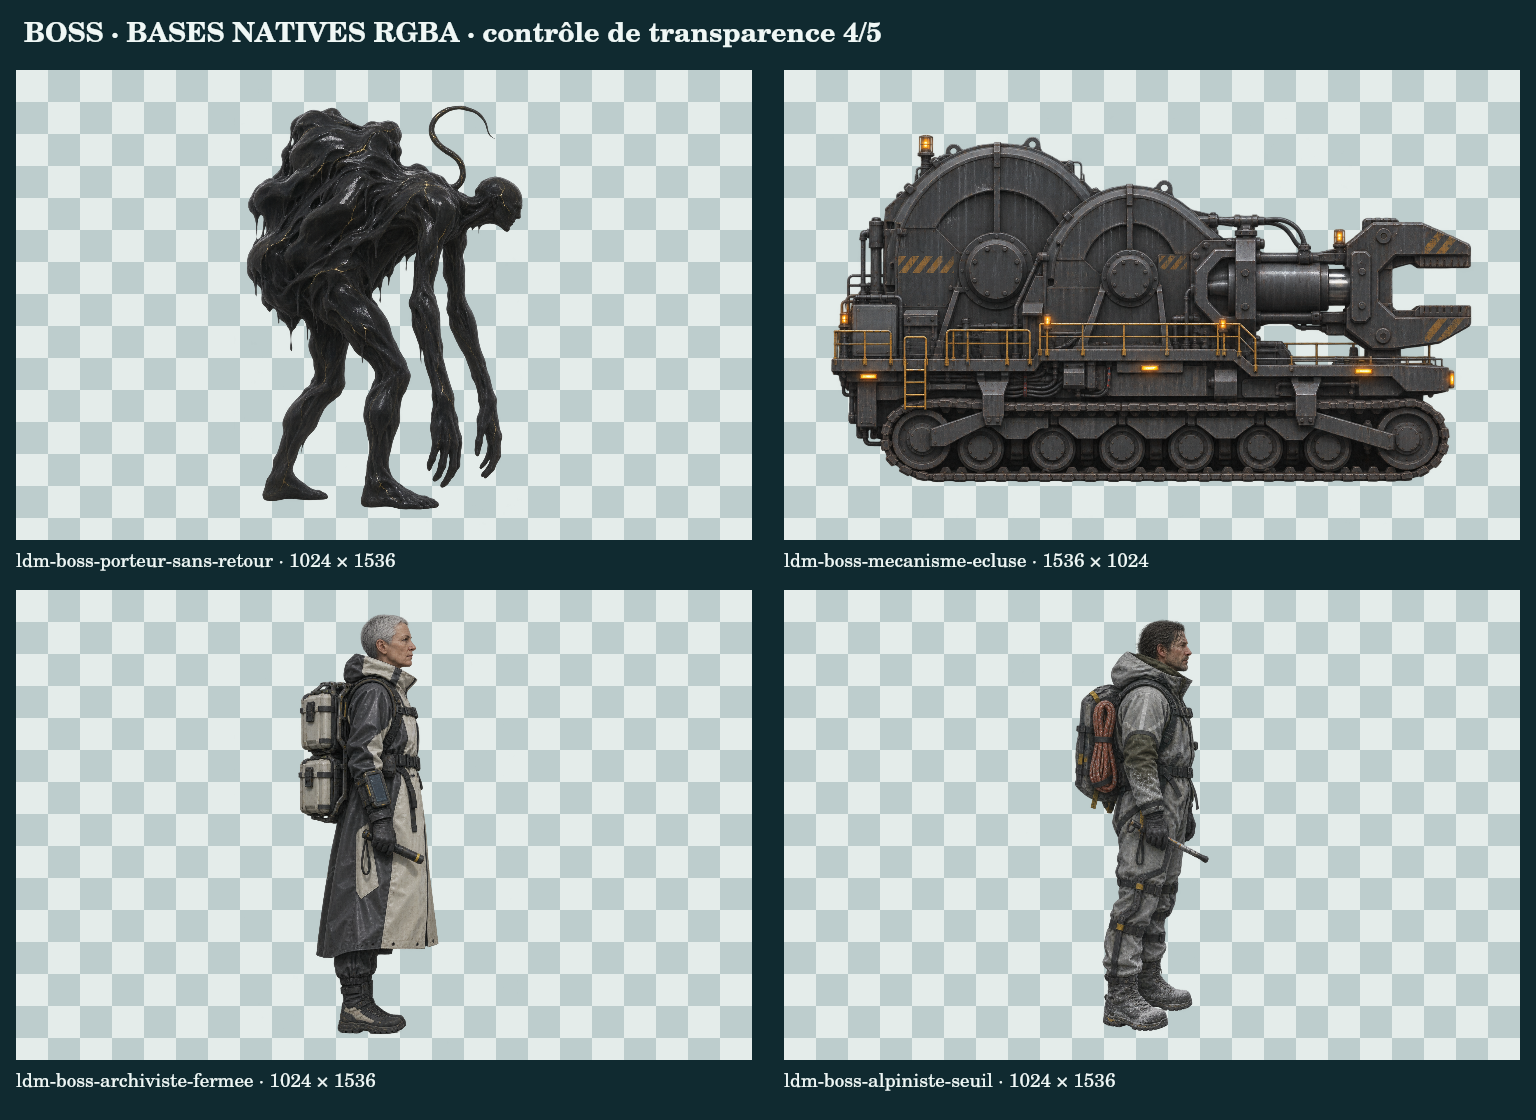 BOSS · BASES NATIVES RGBA · contrôle de transparence 4/5
ldm-boss-porteur-sans-retour · 1024 × 1536
ldm-boss-mecanisme-ecluse · 1536 × 1024
ldm-boss-archiviste-fermee · 1024 × 1536
ldm-boss-alpiniste-seuil · 1024 × 1536